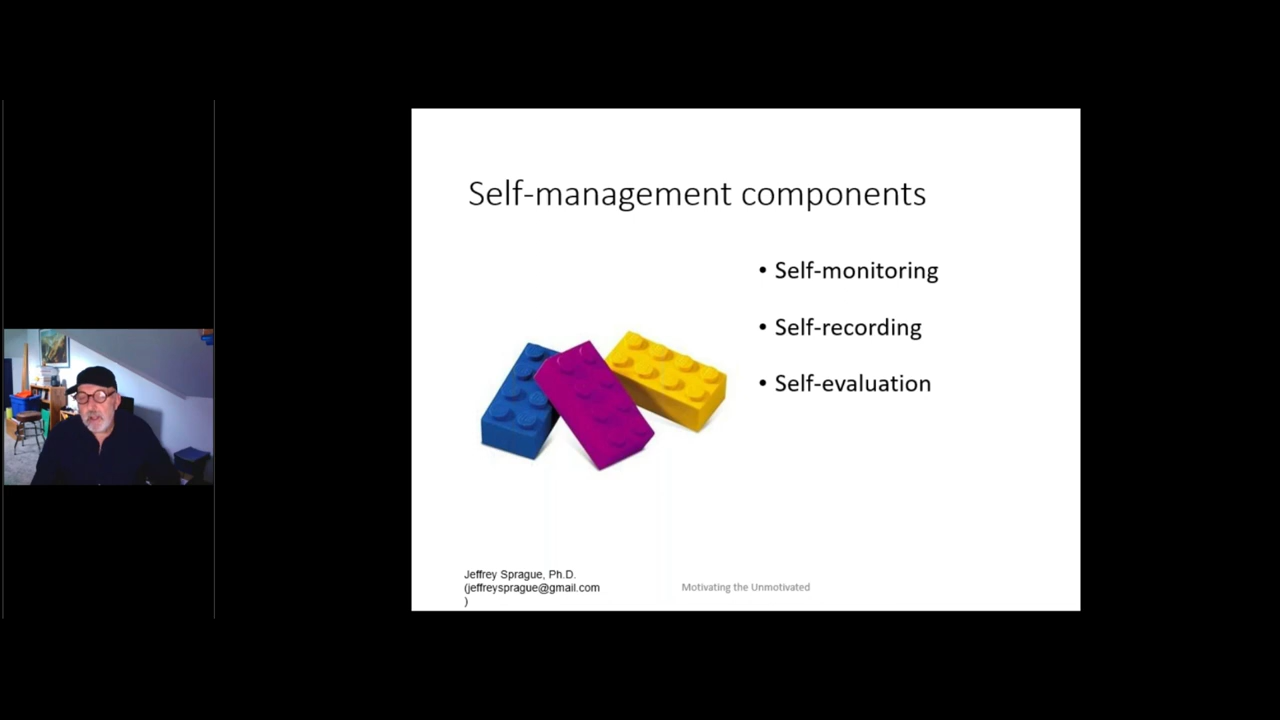 Self-management components
• Self-monitoring
• Self-recording
• Self-evaluation
Jeffrey Sprague, Ph.D.
(jeffreysprague@gmail.com
)
Motivating the Unmotivated